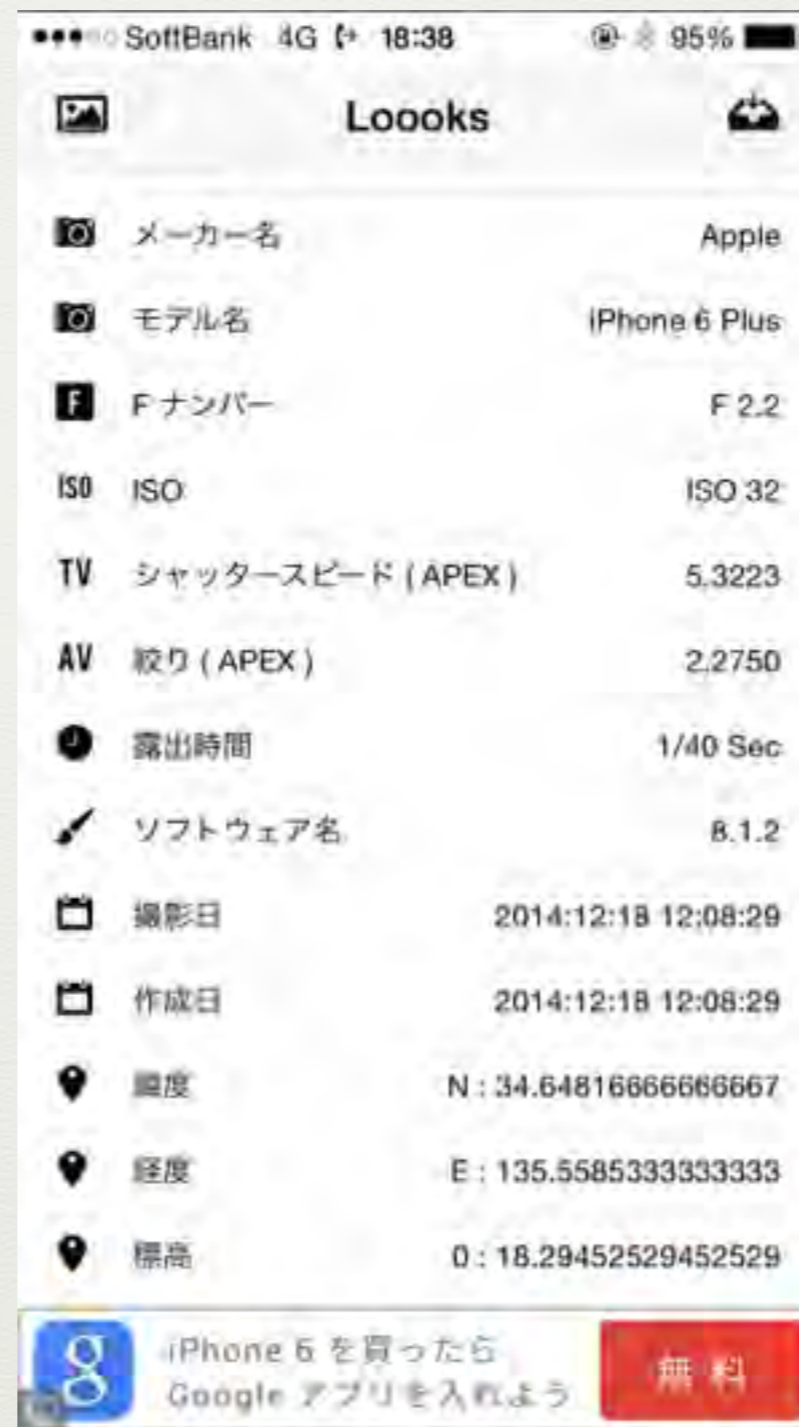 SoftBank 4G 18:38 95%
Loooks
メーカー名 Apple
モデル名 iPhone 6 Plus
F F ナンバー F 2.2
ISO ISO ISO 32
TV シャッタースピード ( APEX ) 5.3223
AV 絞り ( APEX ) 2.2750
露出時間 1/40 Sec
ソフトウェア名 8.1.2
撮影日 2014:12:18 12:08:29
作成日 2014:12:18 12:08:29
緯度 N : 34.64816666666667
経度 E : 135.5585333333333
標高 0 : 18.29452529452529
g iPhone 6 を買ったら
Google アプリを入れよう
無料